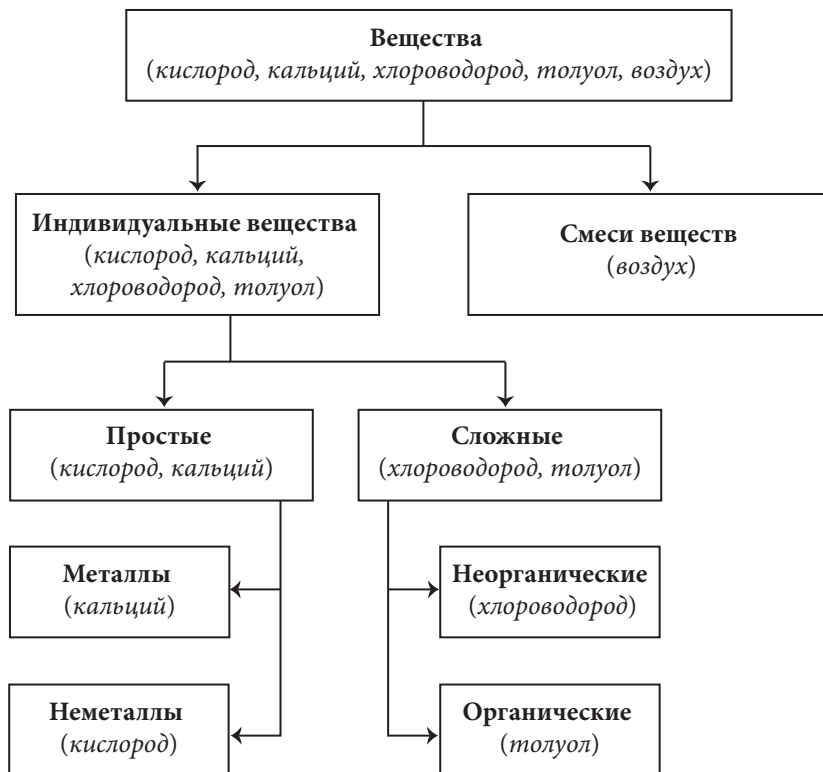 Вещества
(кислород, кальций, хлороводород, толуол, воздух)
Индивидуальные вещества
(кислород, кальций,
хлороводород, толуол)
Смеси веществ
(воздух)
Простые
(кислород, кальций)
Сложные
(хлороводород, толуол)
Металлы
(кальций)
Неорганические
(хлороводород)
Неметаллы
(кислород)
Органические
(толуол)